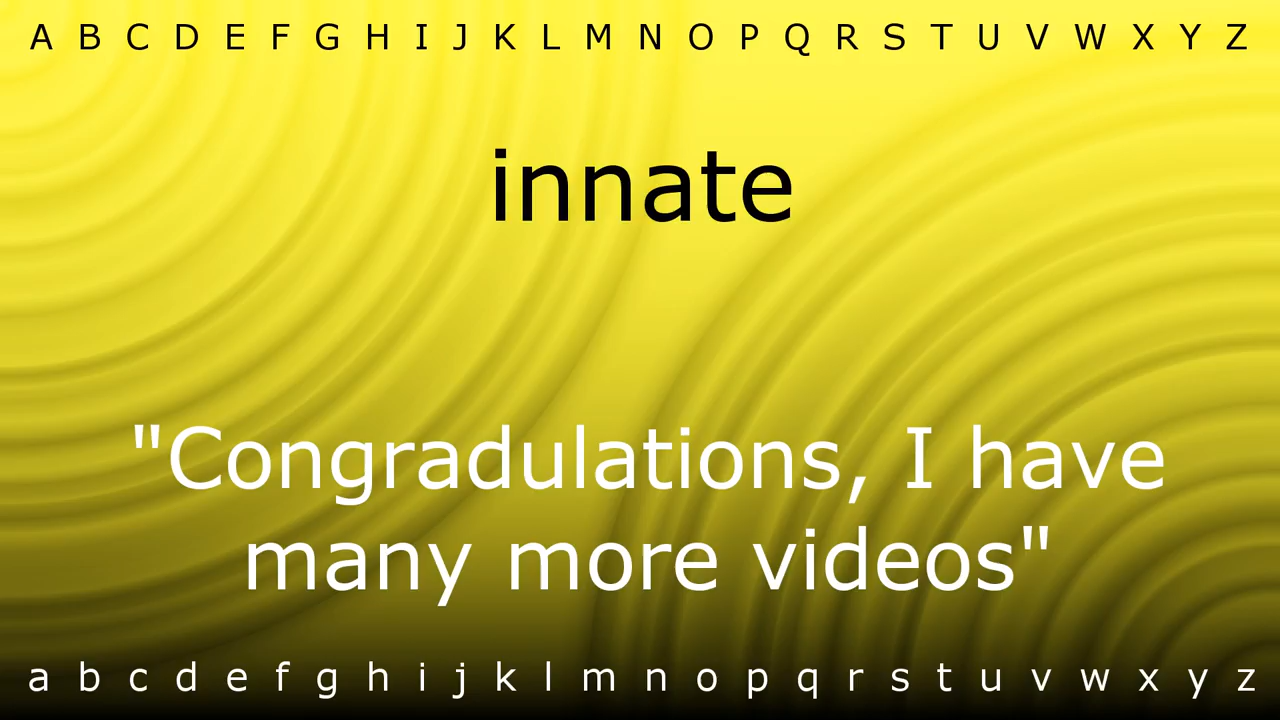 A B C D E F G H I J K L M N O P Q R S T U V W X Y Z
innate
"Congradulations, I have
many more videos"
a b c d e f g h i j k l m n o p q r s t u v w x y z